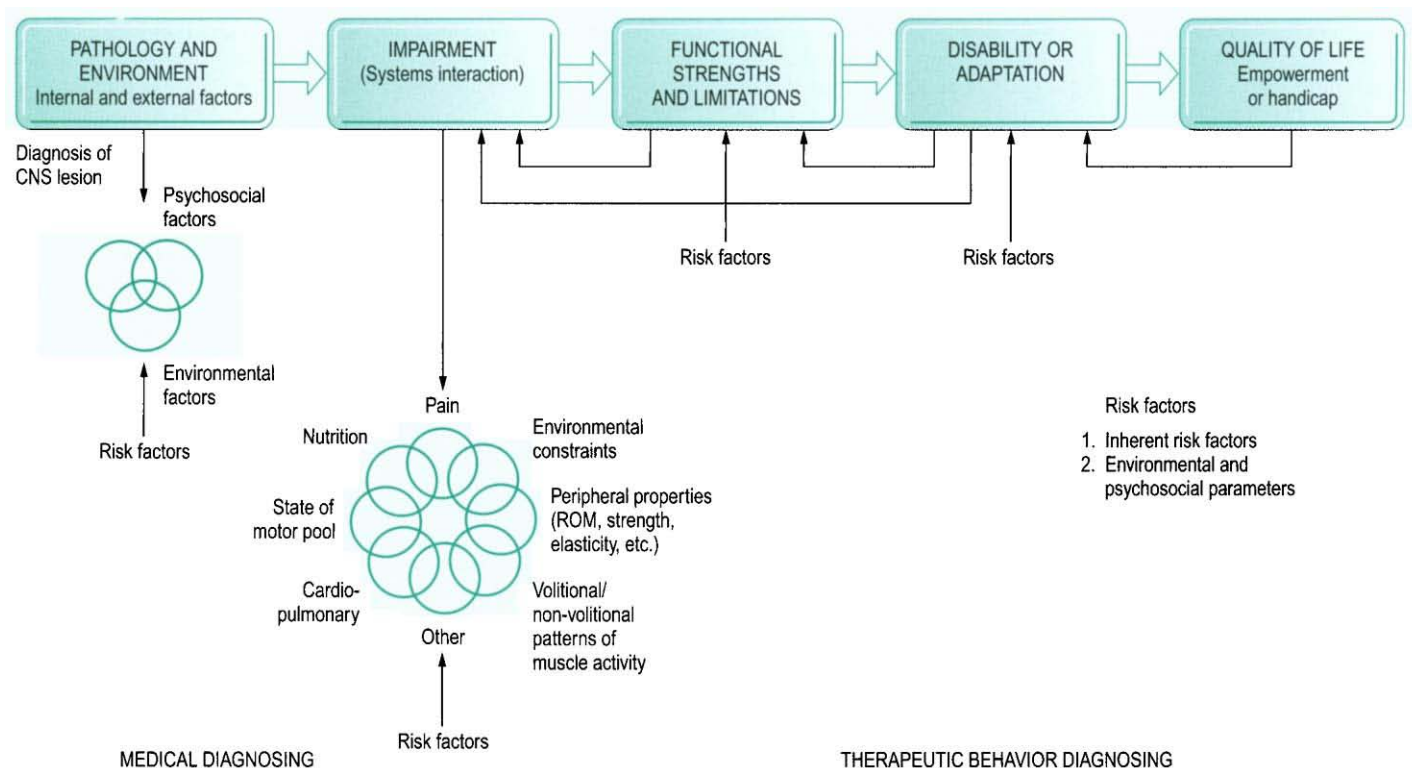 PATHOLOGY AND
ENVIRONMENT
Internal and external factors
IMPAIRMENT
(Systems interaction)
FUNCTIONAL
STRENGTHS
AND LIMITATIONS
DISABILITY OR
ADAPTATION
QUALITY OF LIFE
Empowerment
or handicap
Diagnosis of
CNS lesion
Psychosocial
factors
Environmental
factors
Risk factors
Risk factors
Risk factors
Pain
Nutrition
Environmental
constraints
State of
motor pool
Peripheral properties
(ROM, strength,
elasticity, etc.)
Cardio-
pulmonary
Volitional/
non-volitional
patterns of
muscle activity
Other
Risk factors
Risk factors
1. Inherent risk factors
2. Environmental and
psychosocial parameters
MEDICAL DIAGNOSING
THERAPEUTIC BEHAVIOR DIAGNOSING